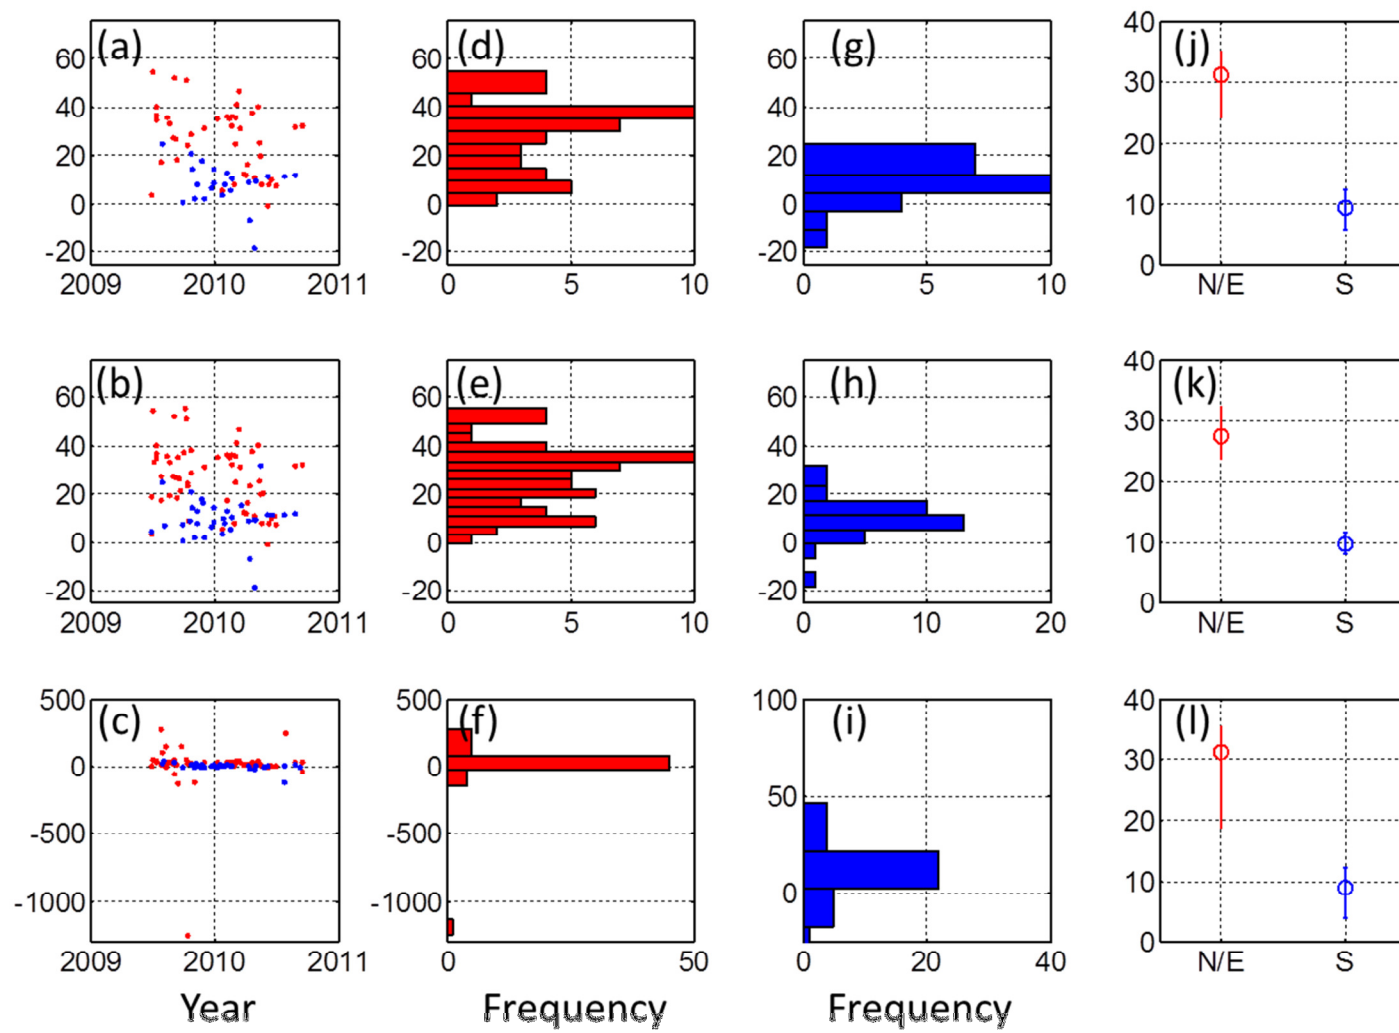 (a) (d) (g) (j)
60 60 60 40
40 40 40 30
20 20 20 20
0 0 0 10
-20 -20 -20 0
2009 2010 2011 0 5 10 0 5 10 N/E S
(b) (e) (h) (k)
60 60 60 40
40 40 40 30
20 20 20 20
0 0 0 10
-20 -20 -20 0
2009 2010 2011 0 5 10 0 10 20 N/E S
(c) (f) (i) (l)
500 500 100 40
0 0 50 30
-500 -500 0 20
-1000 -1000 10
0
2009 2010 2011 0 50 0 20 40 N/E S
Year Frequency Frequency